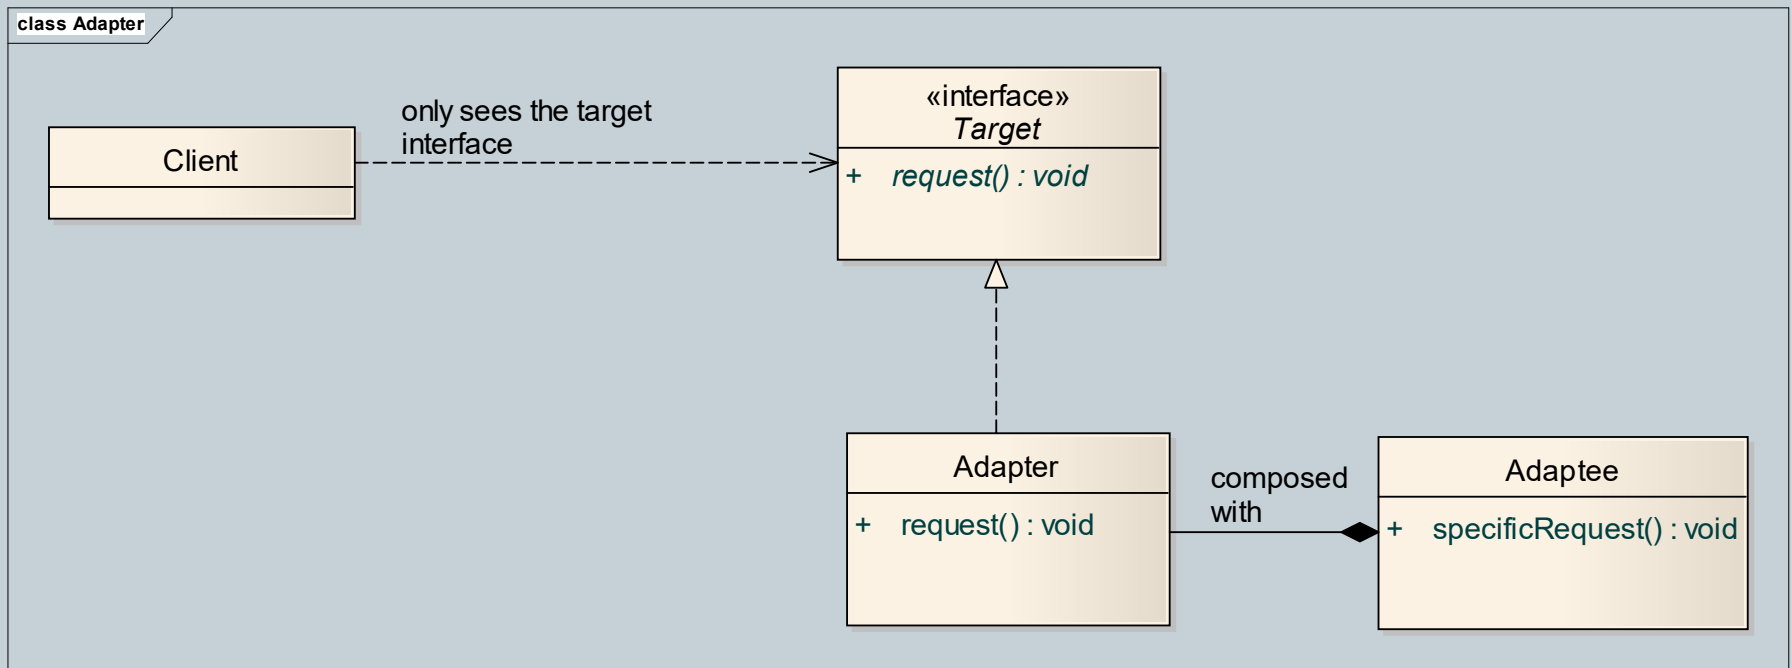 class Adapter
Client
only sees the target
interface
«interface»
Target
+ request() : void
Adapter
+ request() : void
composed
with
Adaptee
+ specificRequest() : void